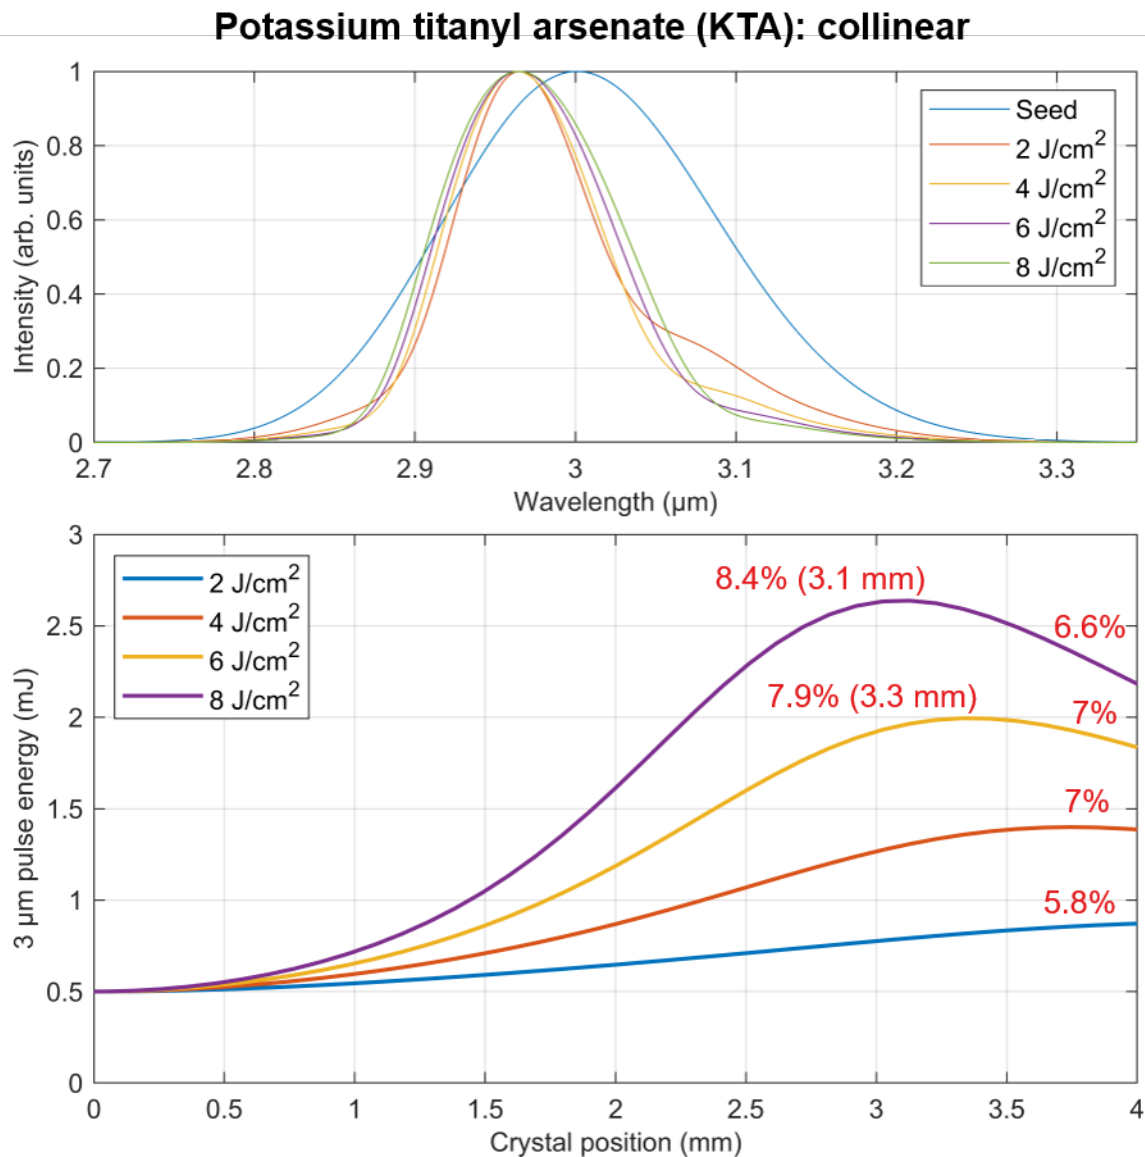 Potassium titanyl arsenate (KTA): collinear
Intensity (arb. units)
1
0.8
0.6
0.4
0.2
0
Seed
2 J/cm²
4 J/cm²
6 J/cm²
8 J/cm²
2.7 2.8 2.9 3 3.1 3.2 3.3
Wavelength (µm)
3 µm pulse energy (mJ)
3
2.5
2
1.5
1
0.5
0
2 J/cm²
4 J/cm²
6 J/cm²
8 J/cm²
8.4% (3.1 mm)
6.6%
7.9% (3.3 mm)
7%
7%
5.8%
0 0.5 1 1.5 2 2.5 3 3.5 4
Crystal position (mm)